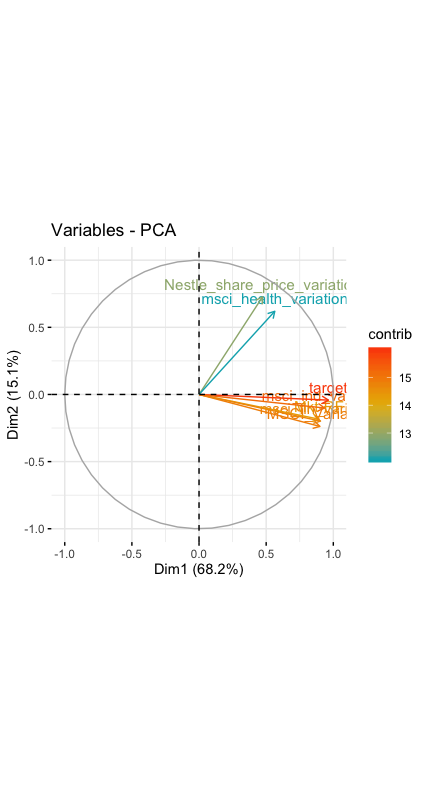 Variables - PCA
Nestle_share_price_variatio
msci_health_variation
target
contrib
15
14
13
1.0
0.5
0.0
-0.5
-1.0
Dim2 (15.1%)
-1.0 -0.5 0.0 0.5 1.0
Dim1 (68.2%)